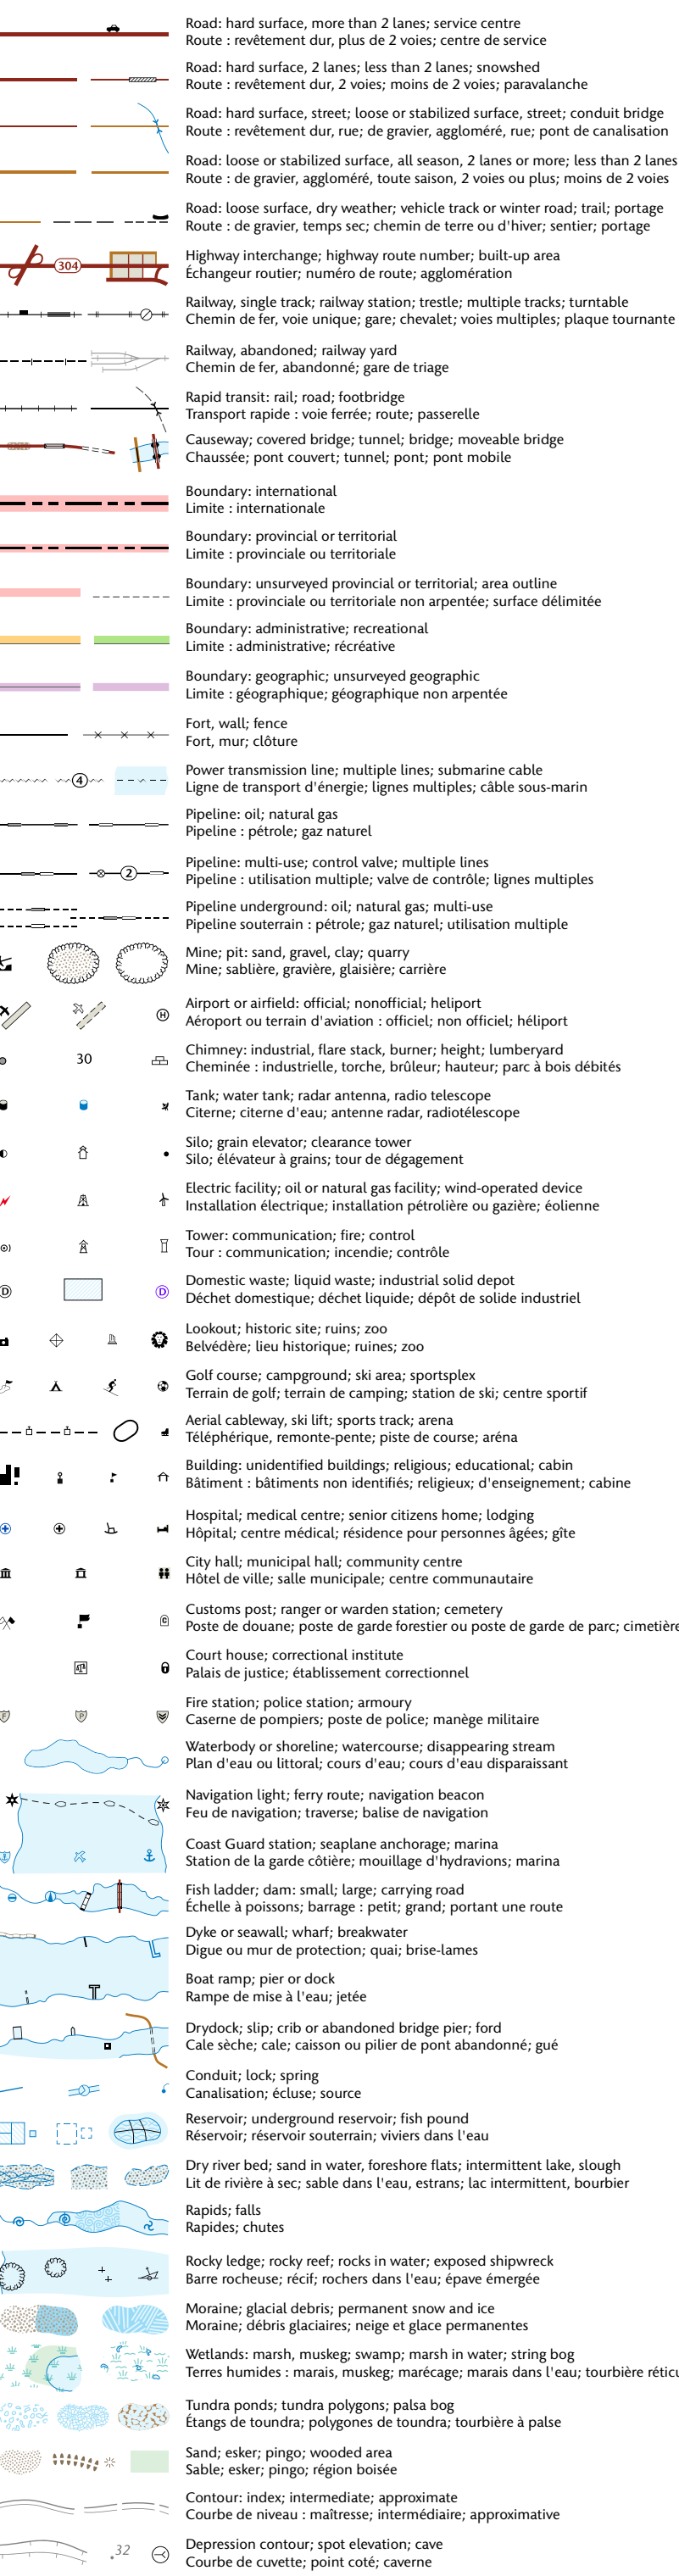 Road: hard surface, more than 2 lanes; service centre
Route : revêtement dur, plus de 2 voies; centre de service
Road: hard surface, 2 lanes; less than 2 lanes; snowshed
Route : revêtement dur, 2 voies; moins de 2 voies; paravalanche
Road: hard surface, street; loose or stabilized surface, street; conduit bridge
Route : revêtement dur, rue; de gravier, aggloméré, rue; pont de canalisation
Road: loose or stabilized surface, all season, 2 lanes or more; less than 2 lanes
Route : de gravier, aggloméré, toute saison, 2 voies ou plus; moins de 2 voies
Road: loose surface, dry weather; vehicle track or winter road; trail; portage
Route : de gravier, temps sec; chemin de terre ou d'hiver; sentier; portage
304
Highway interchange; highway route number; built-up area
Échangeur routier; numéro de route; agglomération
Railway, single track; railway station; trestle; multiple tracks; turntable
Chemin de fer, voie unique; gare; chevalet; voies multiples; plaque tournante
Railway, abandoned; railway yard
Chemin de fer, abandonné; gare de triage
Rapid transit: rail; road; footbridge
Transport rapide : voie ferrée; route; passerelle
Causeway; covered bridge; tunnel; bridge; moveable bridge
Chaussée; pont couvert; tunnel; pont; pont mobile
Boundary: international
Limite : internationale
Boundary: provincial or territorial
Limite : provinciale ou territoriale
Boundary: unsurveyed provincial or territorial; area outline
Limite : provinciale ou territoriale non arpentée; surface délimitée
Boundary: administrative; recreational
Limite : administrative; récréative
Boundary: geographic; unsurveyed geographic
Limite : géographique; géographique non arpentée
Fort, wall; fence
Fort, mur; clôture
4
Power transmission line; multiple lines; submarine cable
Ligne de transport d'énergie; lignes multiples; câble sous-marin
Pipeline: oil; natural gas
Pipeline : pétrole; gaz naturel
2
Pipeline: multi-use; control valve; multiple lines
Pipeline : utilisation multiple; valve de contrôle; lignes multiples
Pipeline underground: oil; natural gas; multi-use
Pipeline souterrain : pétrole; gaz naturel; utilisation multiple
Mine; pit: sand, gravel, clay; quarry
Mine; sablière, gravière, glaisière; carrière
H
Airport or airfield: official; nonofficial; heliport
Aéroport ou terrain d'aviation : officiel; non officiel; héliport
30
Chimney: industrial, flare stack, burner; height; lumberyard
Cheminée : industrielle, torche, brûleur; hauteur; parc à bois débités
Tank; water tank; radar antenna, radio telescope
Citerne; citerne d'eau; antenne radar, radiotélescope
Silo; grain elevator; clearance tower
Silo; élévateur à grains; tour de dégagement
Electric facility; oil or natural gas facility; wind-operated device
Installation électrique; installation pétrolière ou gazière; éolienne
Tower: communication; fire; control
Tour : communication; incendie; contrôle
D D
Domestic waste; liquid waste; industrial solid depot
Déchet domestique; déchet liquide; dépôt de solide industriel
Lookout; historic site; ruins; zoo
Belvédère; lieu historique; ruines; zoo
Golf course; campground; ski area; sportsplex
Terrain de golf; terrain de camping; station de ski; centre sportif
Aerial cableway, ski lift; sports track; arena
Téléphérique, remonte-pente; piste de course; aréna
Building: unidentified buildings; religious; educational; cabin
Bâtiment : bâtiments non identifiés; religieux; d'enseignement; cabine
Hospital; medical centre; senior citizens home; lodging
Hôpital; centre médical; résidence pour personnes âgées; gîte
City hall; municipal hall; community centre
Hôtel de ville; salle municipale; centre communautaire
C
Customs post; ranger or warden station; cemetery
Poste de douane; poste de garde forestier ou poste de garde de parc; cimetière
Court house; correctional institute
Palais de justice; établissement correctionnel
F P
Fire station; police station; armoury
Caserne de pompiers; poste de police; manège militaire
Waterbody or shoreline; watercourse; disappearing stream
Plan d'eau ou littoral; cours d'eau; cours d'eau disparaissant
Navigation light; ferry route; navigation beacon
Feu de navigation; traverse; balise de navigation
Coast Guard station; seaplane anchorage; marina
Station de la garde côtière; mouillage d'hydravions; marina
Fish ladder; dam: small; large; carrying road
Échelle à poissons; barrage : petit; grand; portant une route
Dyke or seawall; wharf; breakwater
Digue ou mur de protection; quai; brise-lames
Boat ramp; pier or dock
Rampe de mise à l'eau; jetée
Drydock; slip; crib or abandoned bridge pier; ford
Cale sèche; cale; caisson ou pilier de pont abandonné; gué
Conduit; lock; spring
Canalisation; écluse; source
Reservoir; underground reservoir; fish pound
Réservoir; réservoir souterrain; viviers dans l'eau
Dry river bed; sand in water, foreshore flats; intermittent lake, slough
Lit de rivière à sec; sable dans l'eau, estrans; lac intermittent, bourbier
Rapids; falls
Rapides; chutes
Rocky ledge; rocky reef; rocks in water; exposed shipwreck
Barre rocheuse; récif; rochers dans l'eau; épave émergée
Moraine; glacial debris; permanent snow and ice
Moraine; débris glaciaires; neige et glace permanentes
Wetlands: marsh, muskeg; swamp; marsh in water; string bog
Terres humides : marais, muskeg; marécage; marais dans l'eau; tourbière réticu
Tundra ponds; tundra polygons; palsa bog
Étangs de toundra; polygones de toundra; tourbière à palse
Sand; esker; pingo; wooded area
Sable; esker; pingo; région boisée
Contour: index; intermediate; approximate
Courbe de niveau : maîtresse; intermédiaire; approximative
.32
Depression contour; spot elevation; cave
Courbe de cuvette; point coté; caverne